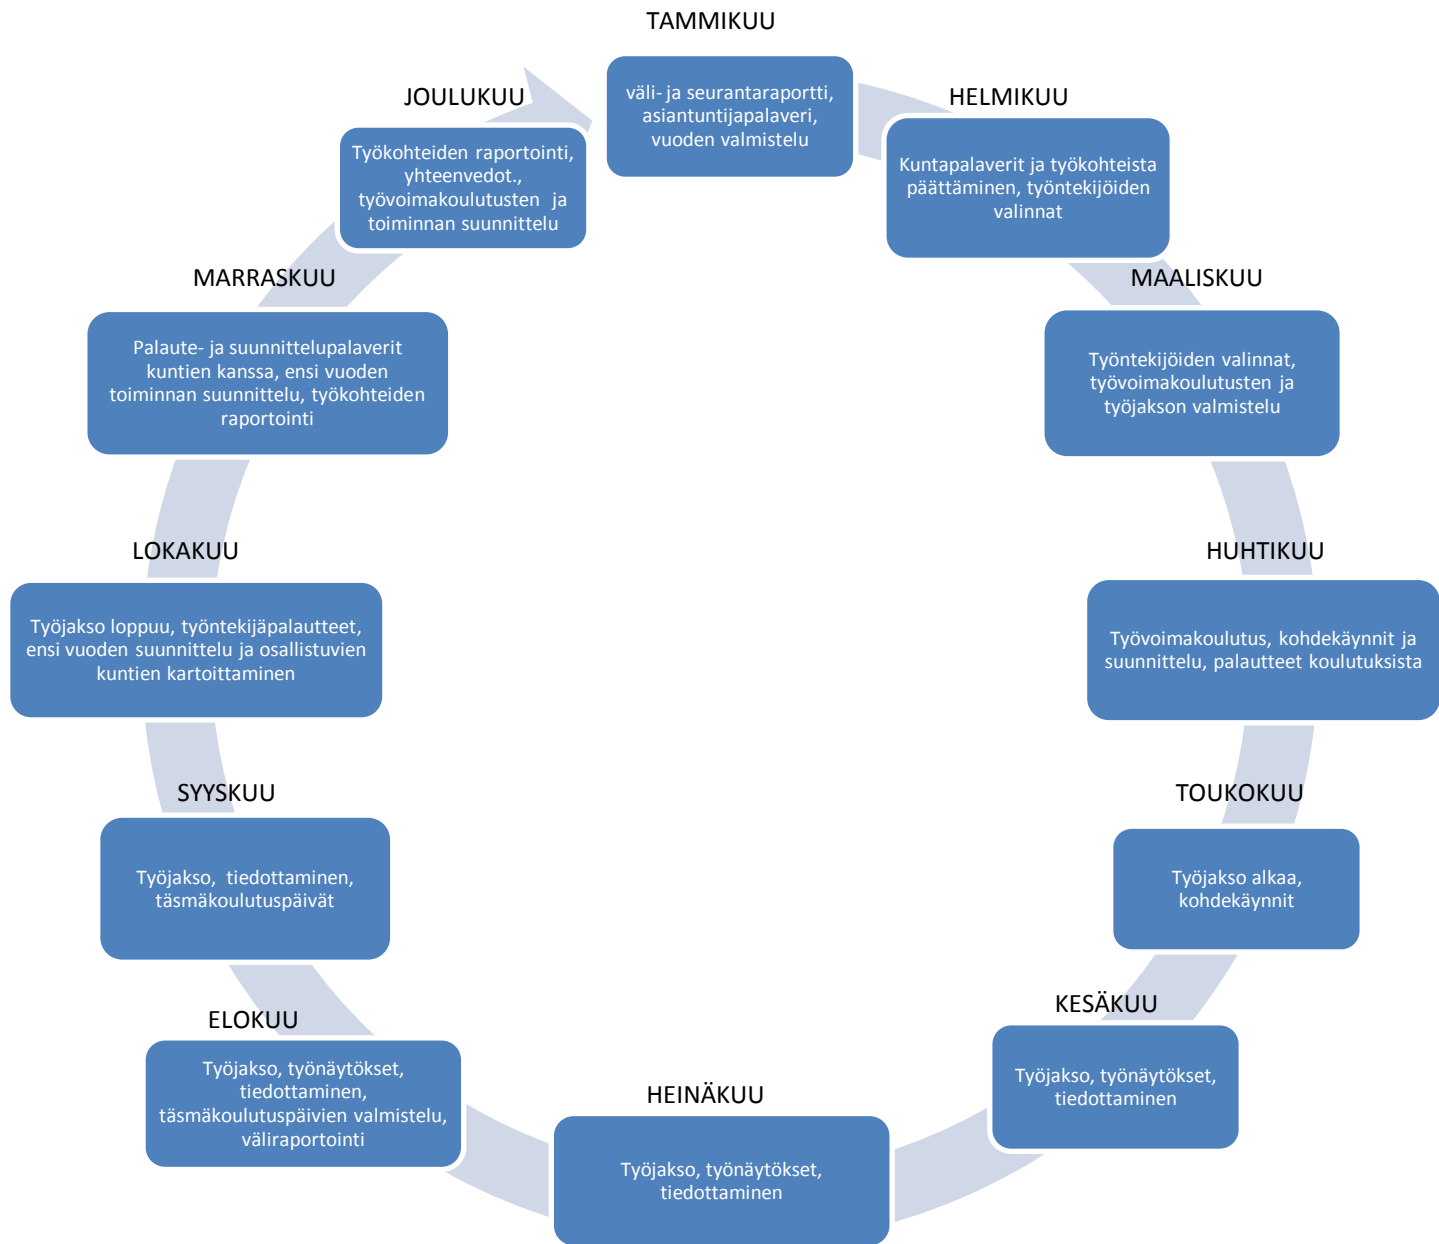 TAMMIKUU
väli- ja seurantaraportti,
asiantuntijapalaveri,
vuoden valmistelu
HELMIKUU
Kuntapalaverit ja työkohteista
päättäminen, työntekijöiden
valinnat
MAALISKUU
Työntekijöiden valinnat,
työvoimakoulutusten ja
työjakson valmistelu
HUHTIKUU
Työvoimakoulutus, kohdekäynnit ja
suunnittelu, palautteet koulutuksista
TOUKOKUU
Työjakso alkaa,
kohdekäynnit
KESÄKUU
Työjakso, työnäytökset,
tiedottaminen
HEINÄKUU
Työjakso, työnäytökset,
tiedottaminen
ELOKUU
Työjakso, työnäytökset,
tiedottaminen,
täsmäkoulutuspäivien valmistelu,
väliraportointi
SYYSKUU
Työjakso, tiedottaminen,
täsmäkoulutuspäivät
LOKAKUU
Työjakso loppuu, työntekijäpalautteet,
ensi vuoden suunnittelu ja osallistuvien
kuntien kartoittaminen
MARRASKUU
Palaute- ja suunnittelupalaverit
kuntien kanssa, ensi vuoden
toiminnan suunnittelu, työkohteiden
raportointi
JOULUKUU
Työkohteiden raportointi,
yhteenvedot.,
työvoimakoulutusten ja
toiminnan suunnittelu